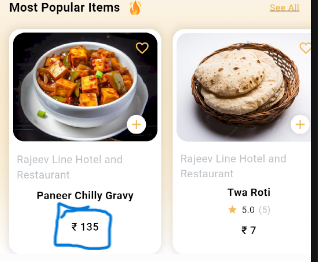 Most Popular Items
See All
Rajeev Line Hotel and
Restaurant
Paneer Chilly Gravy
₹ 135
Rajeev Line Hotel and
Restaurant
Twa Roti
5.0 (5)
₹ 7